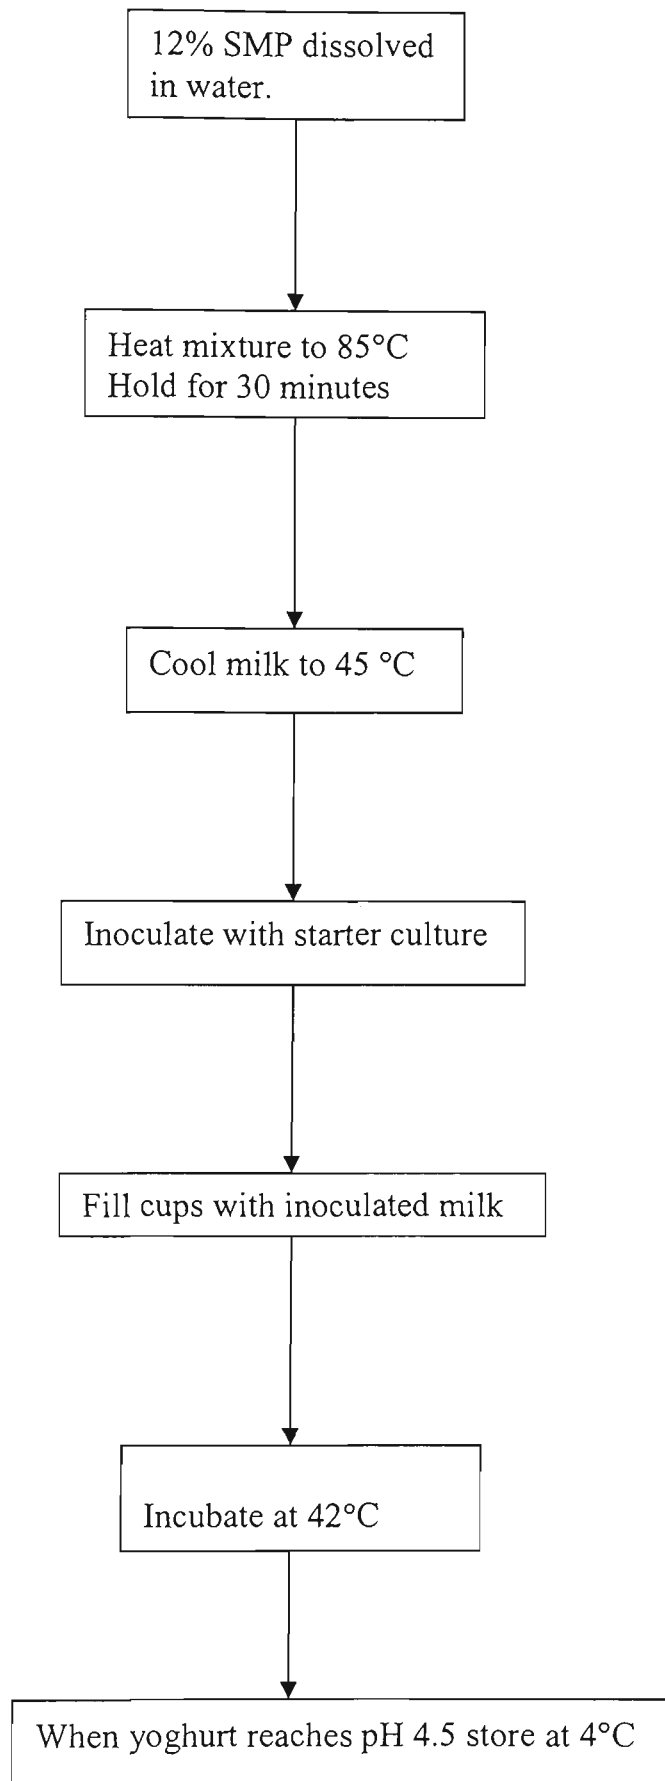 12% SMP dissolved
in water.
Heat mixture to 85°C
Hold for 30 minutes
Cool milk to 45 °C
Inoculate with starter culture
Fill cups with inoculated milk
Incubate at 42°C
When yoghurt reaches pH 4.5 store at 4°C